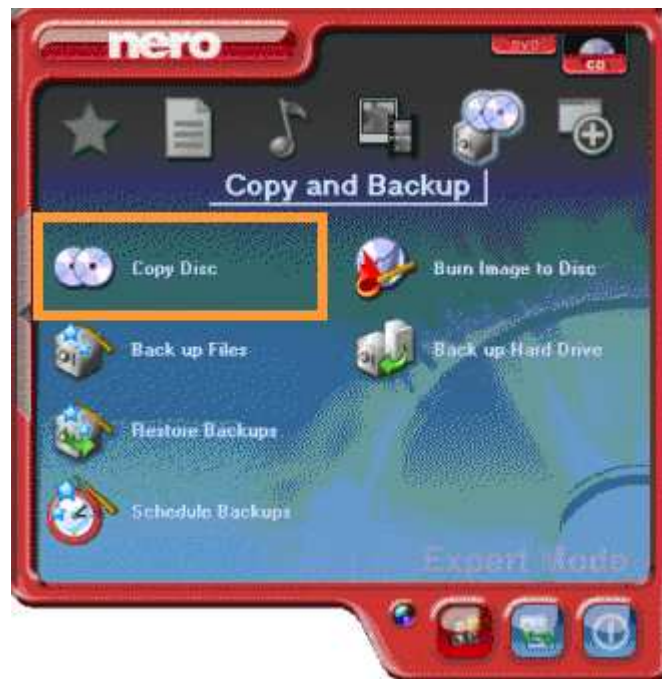 nero
DVD
CD
Copy and Backup
Copy Disc
Burn Image to Disc
Back up Files
Back up Hard Drive
Restore Backups
Schedule Backups
Expert Mode